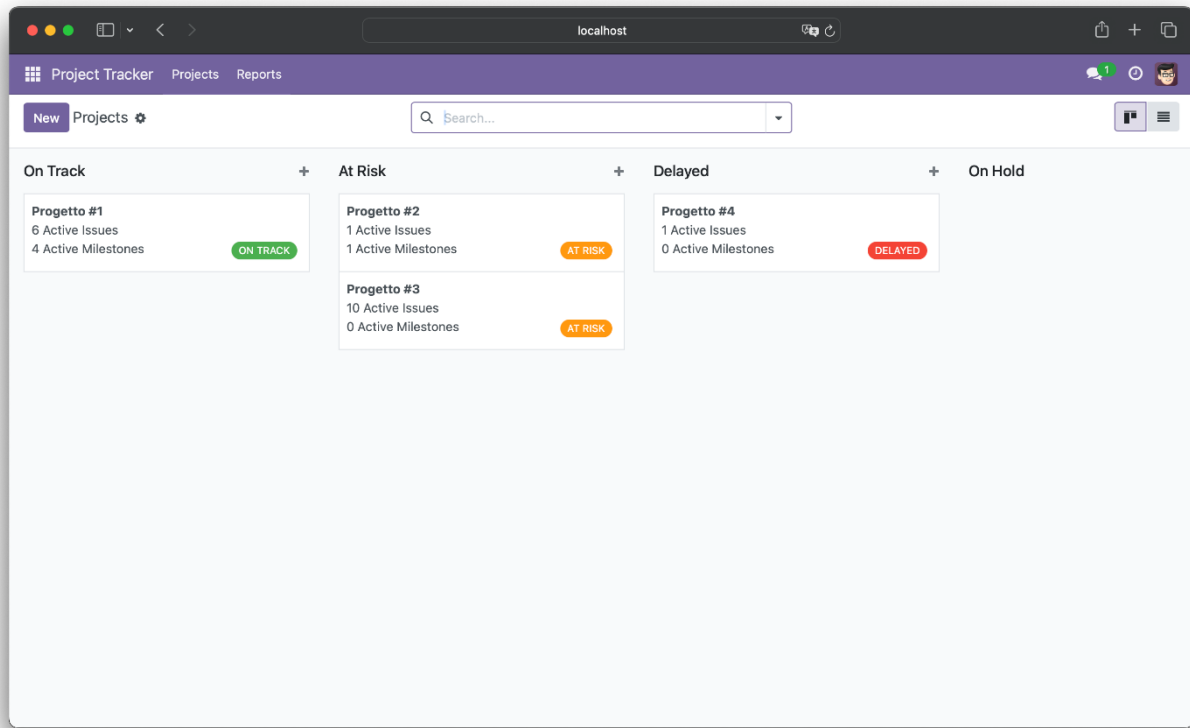 localhost
Project Tracker Projects Reports
1
New Projects
Search...
On Track
Progetto #1
6 Active Issues
4 Active Milestones
ON TRACK
At Risk
Progetto #2
1 Active Issues
1 Active Milestones
AT RISK
Progetto #3
10 Active Issues
0 Active Milestones
AT RISK
Delayed
Progetto #4
1 Active Issues
0 Active Milestones
DELAYED
On Hold